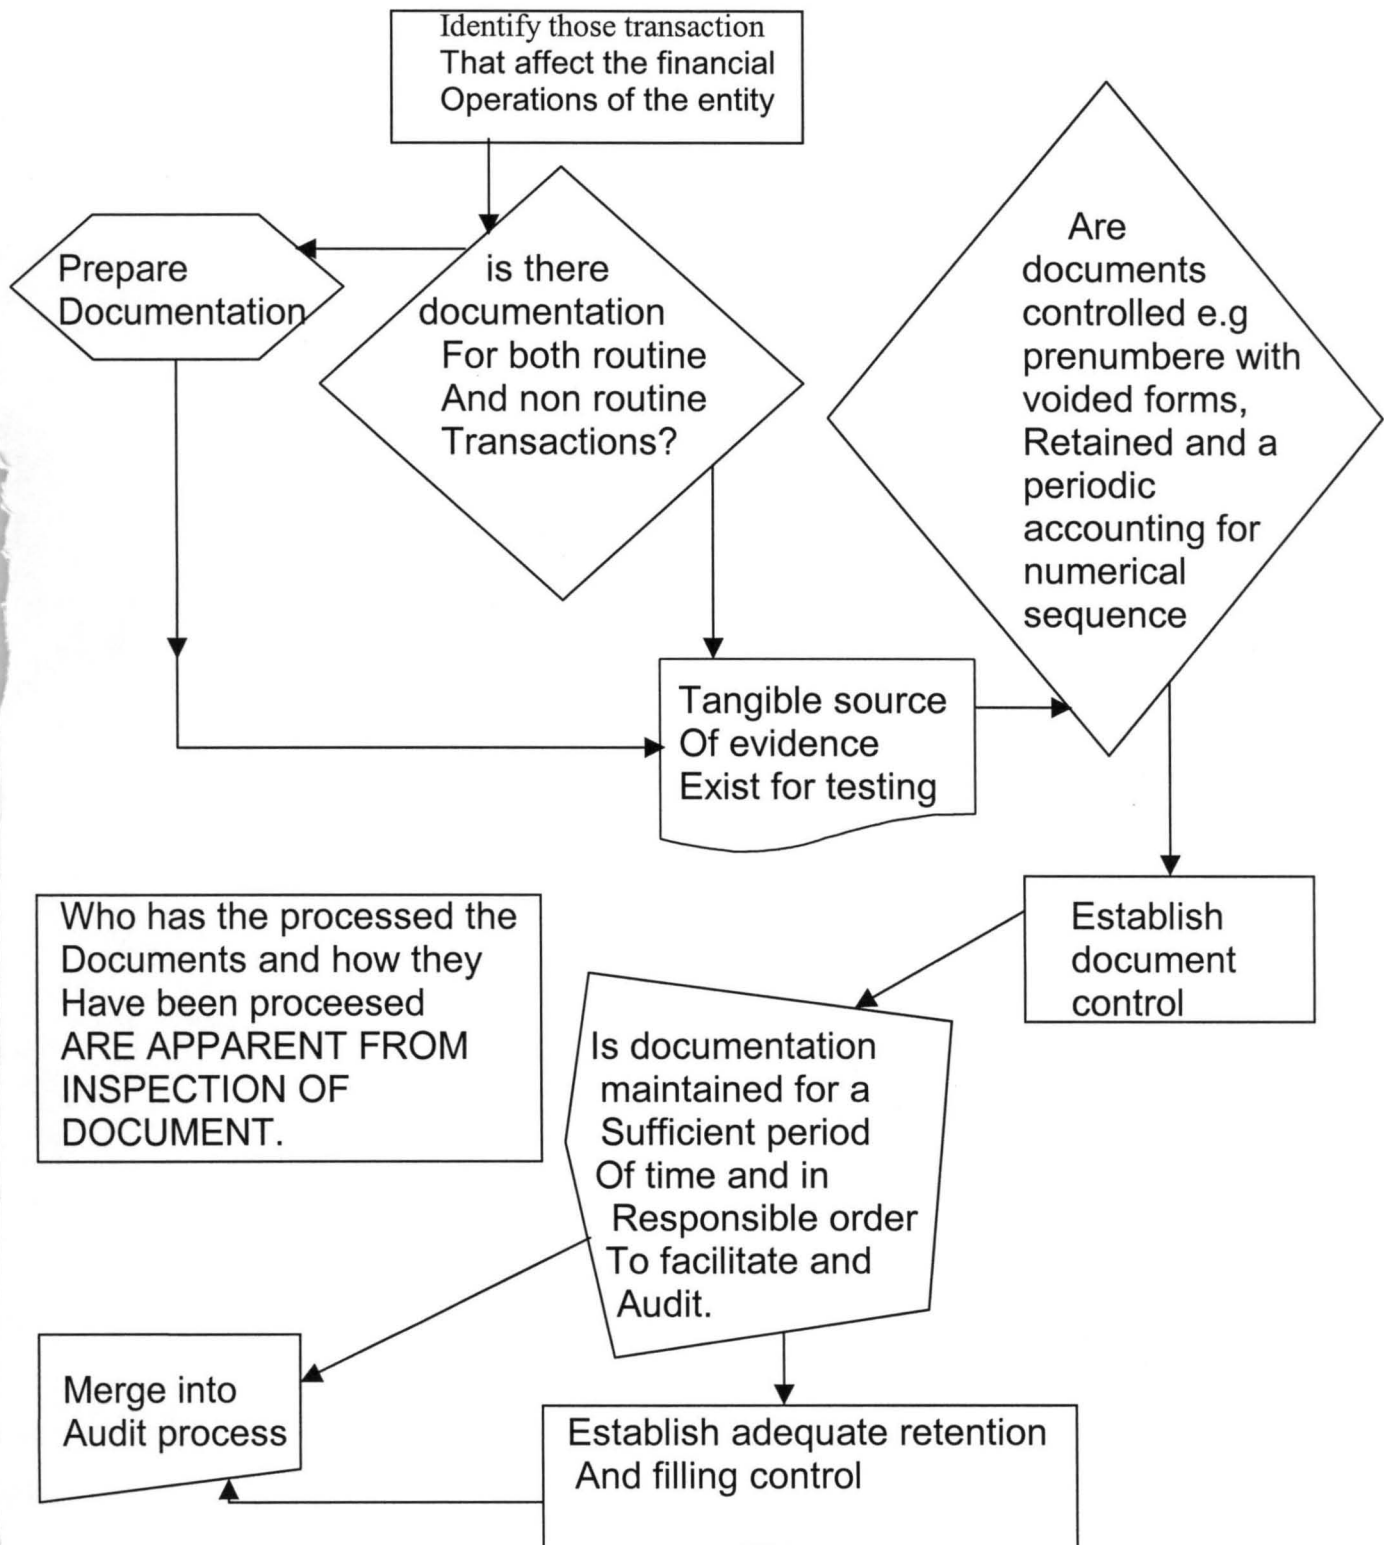 Identify those transaction
That affect the financial
Operations of the entity
Prepare
Documentation
is there
documentation
For both routine
And non routine
Transactions?
Are
documents
controlled e.g
prenumbere with
voided forms,
Retained and a
periodic
accounting for
numerical
sequence
Tangible source
Of evidence
Exist for testing
Establish
document
control
Who has the processed the
Documents and how they
Have been proceesed
ARE APPARENT FROM
INSPECTION OF
DOCUMENT.
Is documentation
maintained for a
Sufficient period
Of time and in
Responsible order
To facilitate and
Audit.
Merge into
Audit process
Establish adequate retention
And filling control